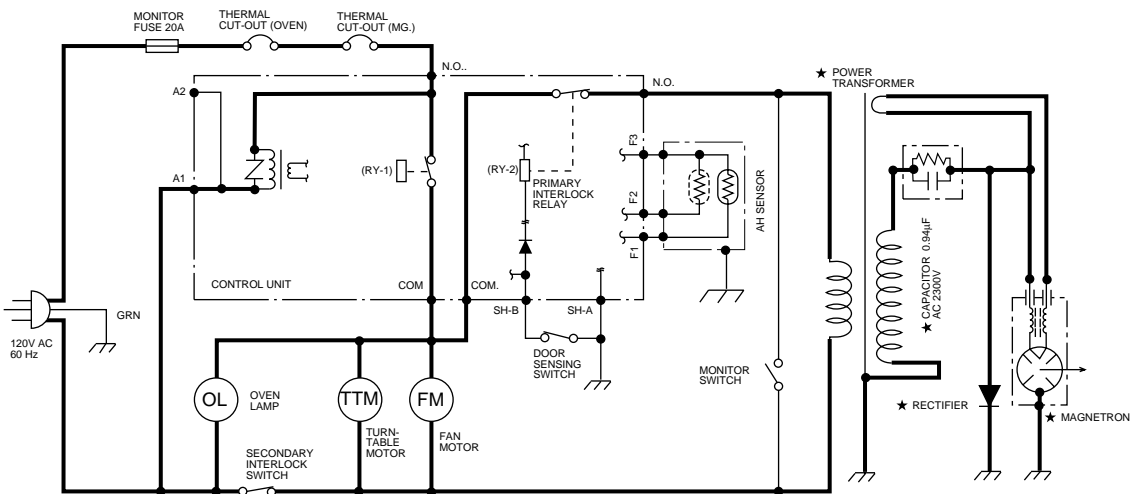 MONITOR
FUSE 20A
THERMAL
CUT-OUT (OVEN)
THERMAL
CUT-OUT (MG.)
N.O..
N.O.
★ POWER
TRANSFORMER
A2
A1
(RY-1)
(RY-2)
PRIMARY
INTERLOCK
RELAY
F3
F2
F1
AH SENSOR
★ CAPACITOR 0.94µF
AC 2300V
CONTROL UNIT
COM
COM.
SH-B
SH-A
GRN
120V AC
60 Hz
DOOR
SENSING
SWITCH
MONITOR
SWITCH
OL
OVEN
LAMP
TTM
TURN-
TABLE
MOTOR
FM
FAN
MOTOR
SECONDARY
INTERLOCK
SWITCH
★ RECTIFIER
★ MAGNETRON